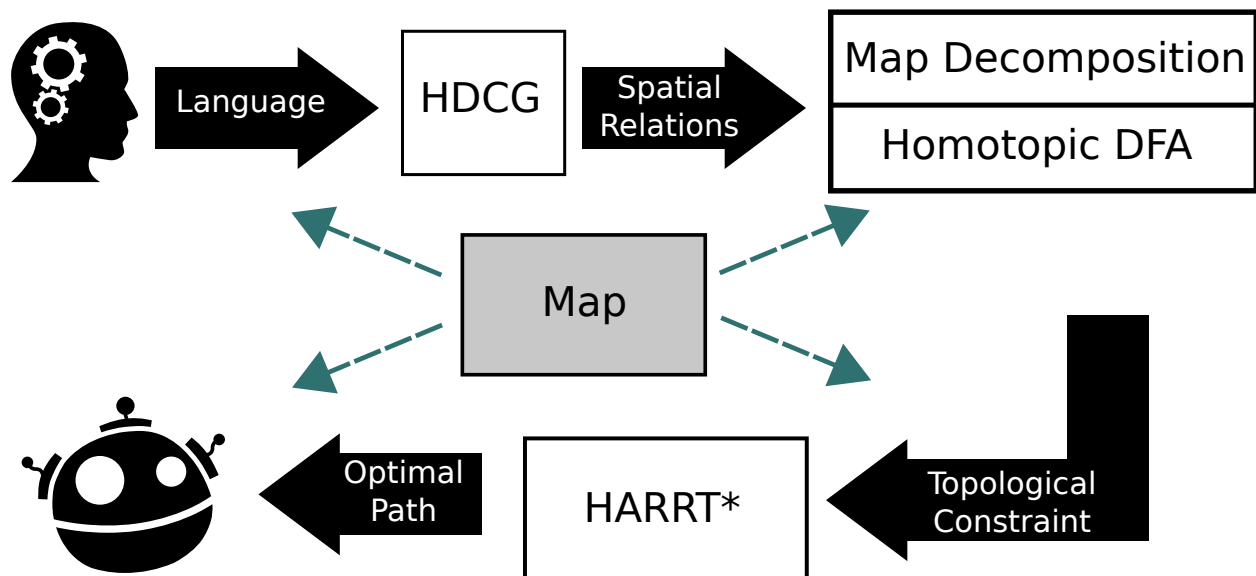 Language
HDCG
Spatial
Relations
Map Decomposition
Homotopic DFA
Map
Topological
Constraint
HARRT*
Optimal
Path